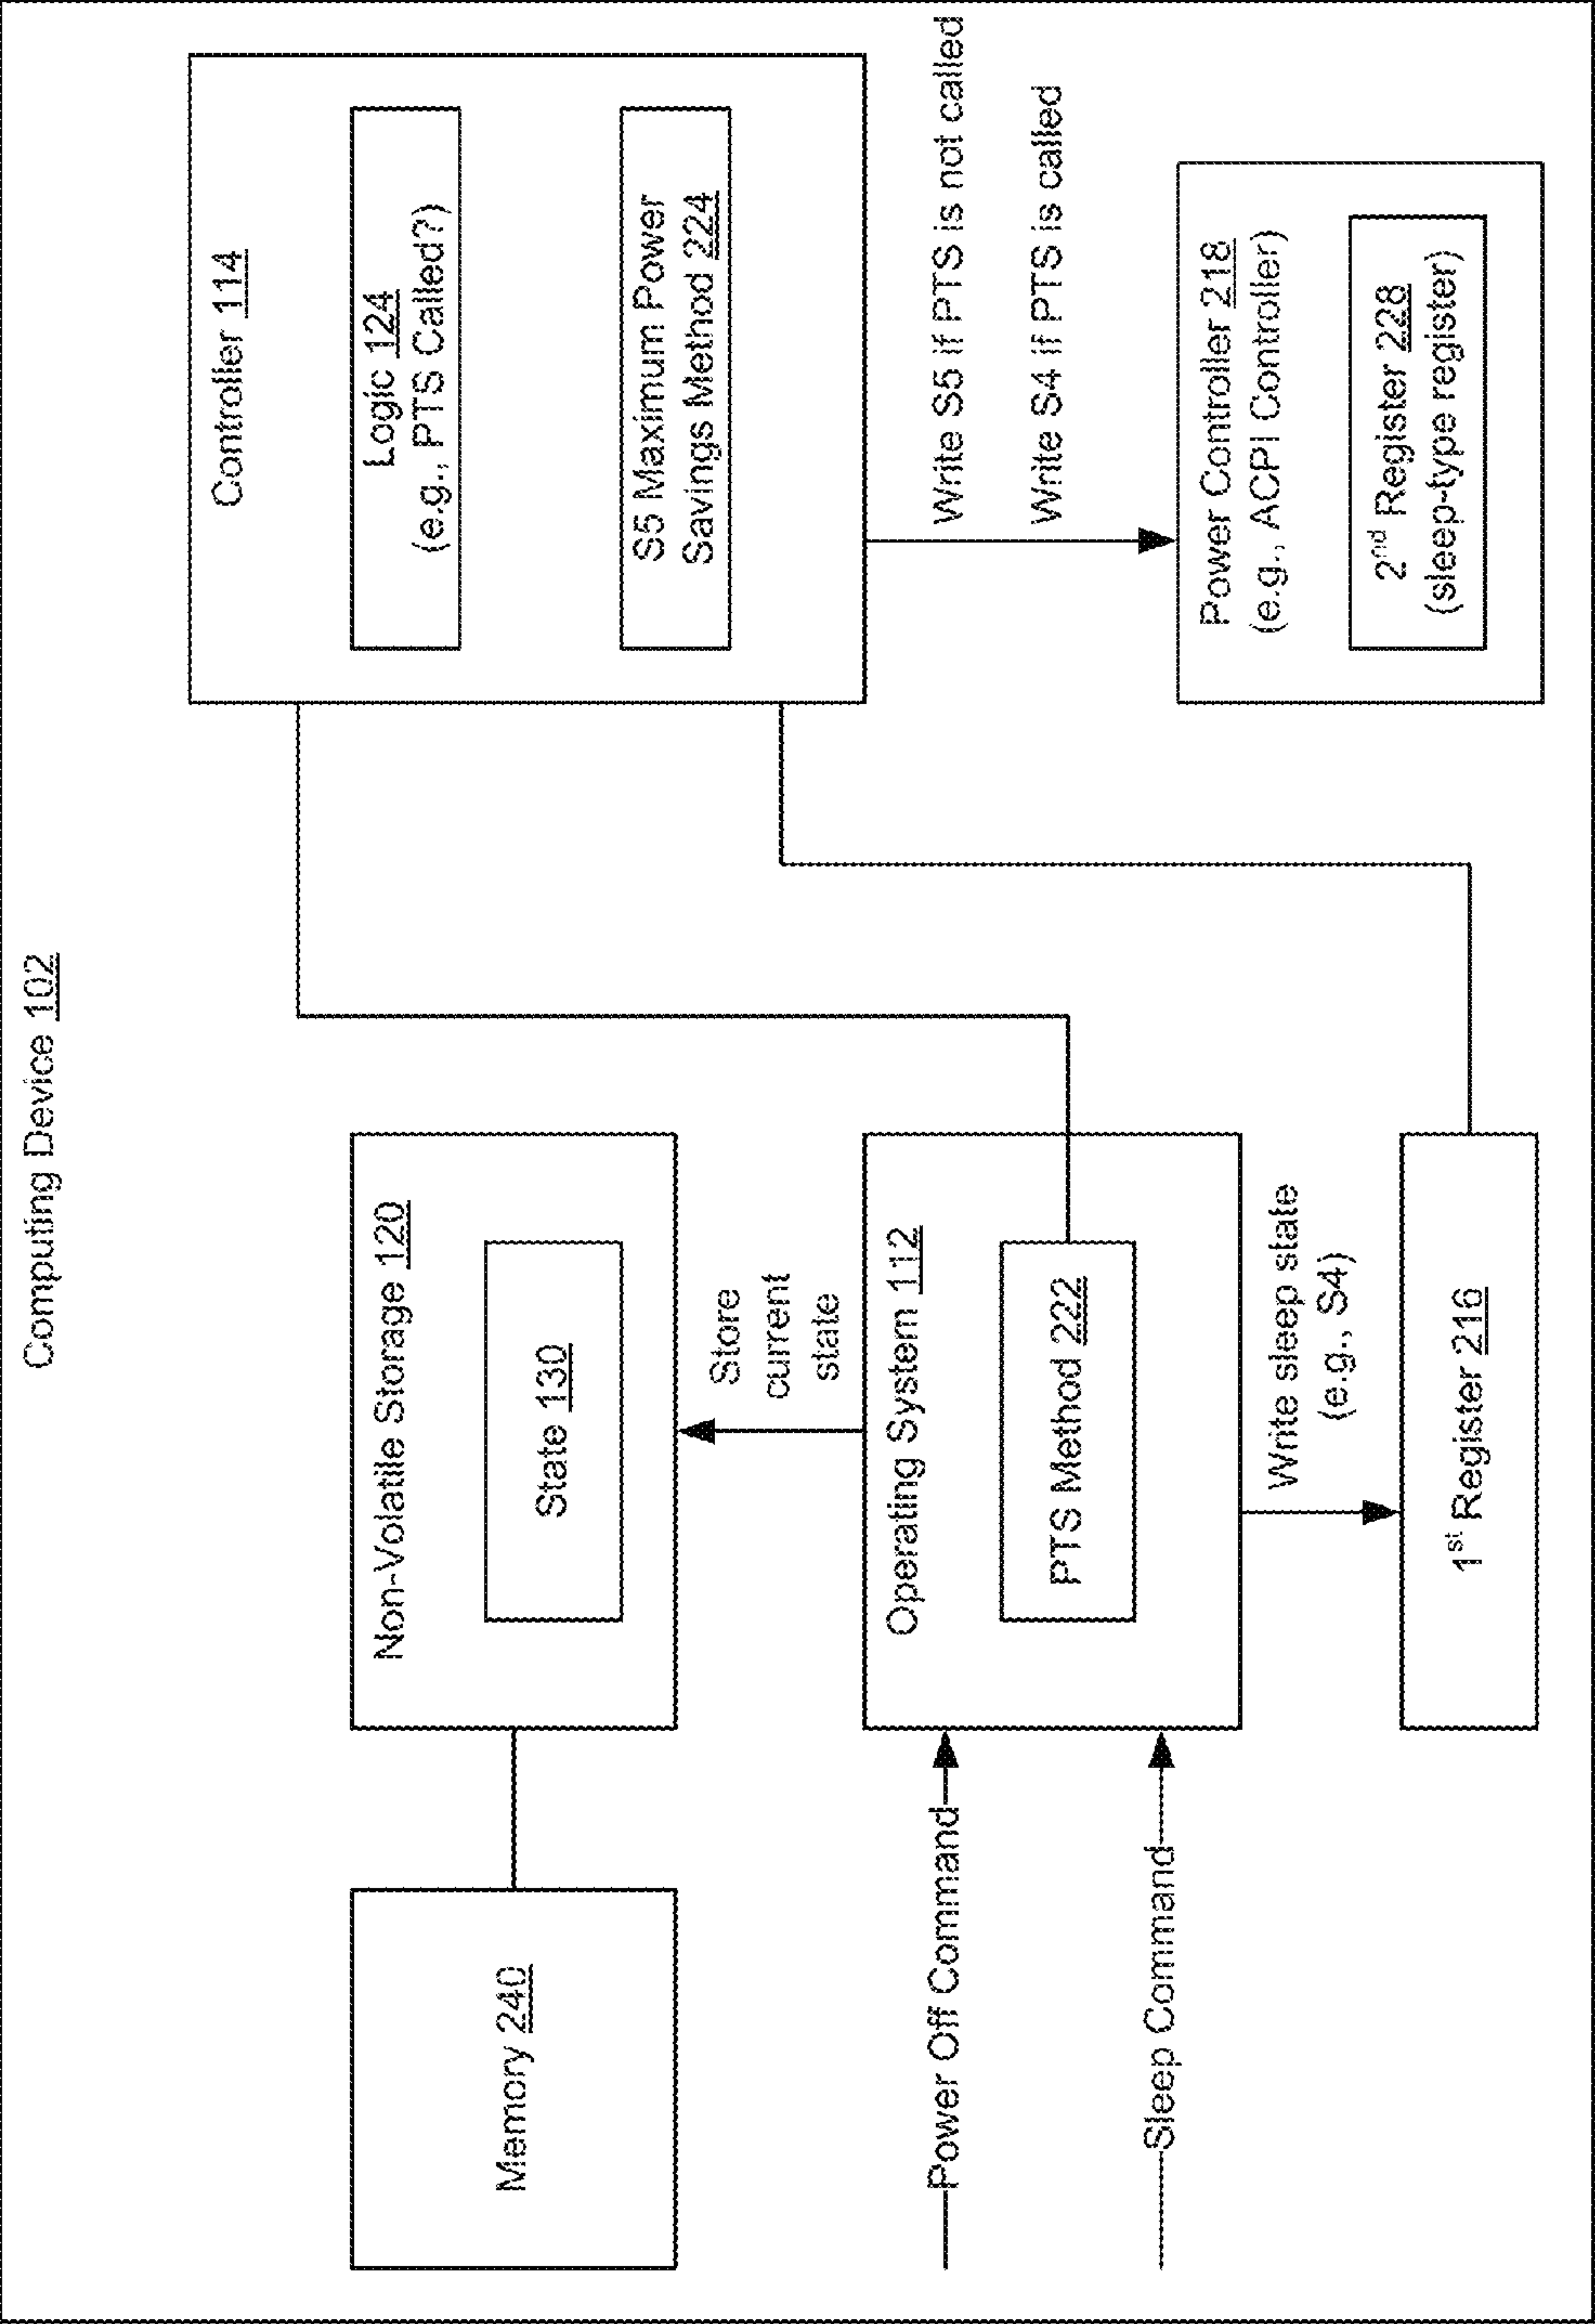 Computing Device 102
Memory 240
Non-Volatile Storage 120
State 130
Store
current
state
Power Off Command
Sleep Command
Operating System 112
PTS Method 222
Write sleep state
(e.g., S4)
1st Register 216
Controller 114
Logic 124
(e.g., PTS Called?)
S5 Maximum Power
Savings Method 224
Write S5 if PTS is not called
Write S4 if PTS is called
Power Controller 218
(e.g., ACPI Controller)
2nd Register 228
(sleep-type register)